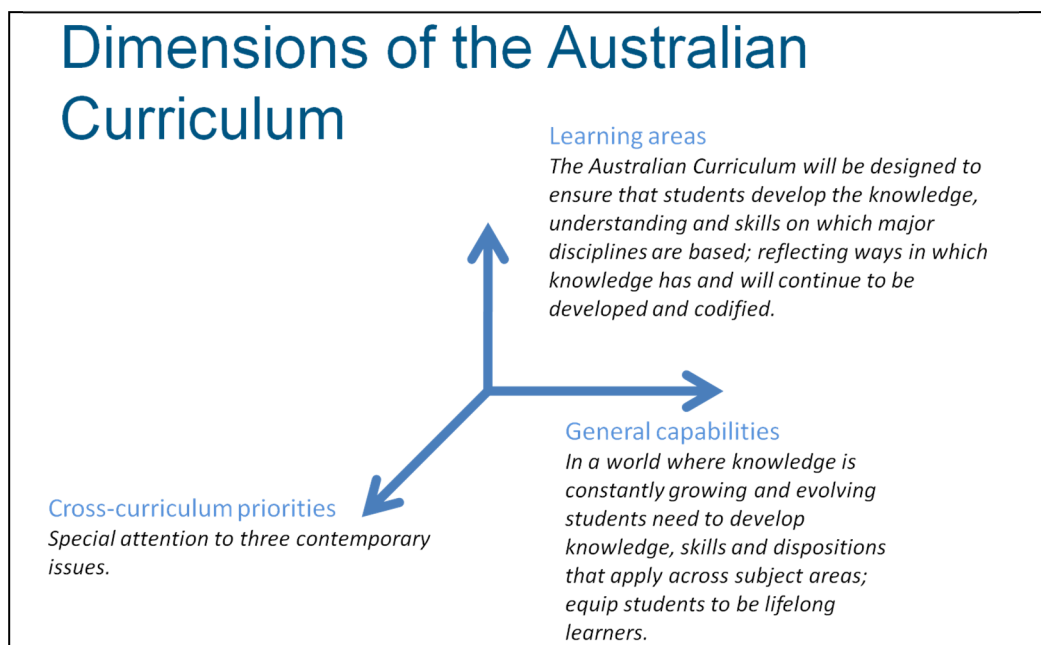 Dimensions of the Australian
Curriculum
Learning areas
The Australian Curriculum will be designed to
ensure that students develop the knowledge,
understanding and skills on which major
disciplines are based; reflecting ways in which
knowledge has and will continue to be
developed and codified.
General capabilities
In a world where knowledge is
constantly growing and evolving
students need to develop
knowledge, skills and dispositions
that apply across subject areas;
equip students to be lifelong
learners.
Cross-curriculum priorities
Special attention to three contemporary
issues.